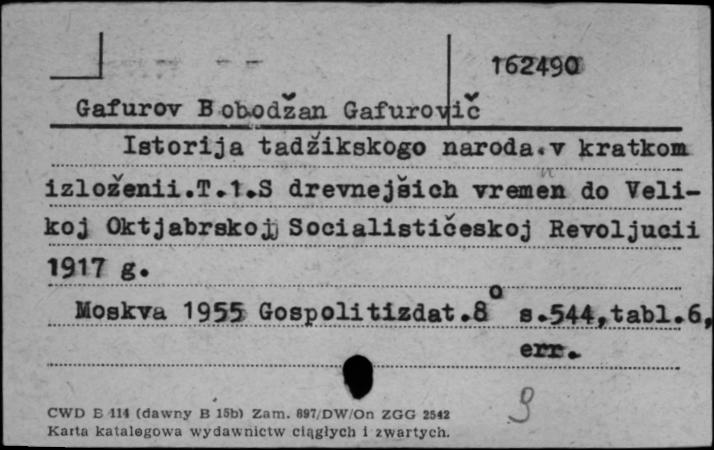 162490
Gafurov Bobodžan Gafurovič
Istorija tadžikskogo naroda.v kratkom
izloženii.T.1.S drevnejšich vremen do Veli-
koj Oktjabrskoj Socialističeskoj Revoljucii
1917 g.
Moskva 1955 Gospolitizdat.8° s.544,tabl.6,
err.
9
CWD B 114 (dawny B 15b) Zam. 897/DW/On ZGG 2542
Karta katalogowa wydawnictw ciągłych i zwartych.